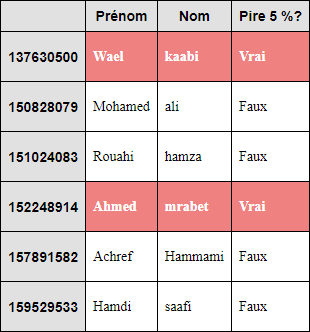 Prénom Nom Pire 5 %?
137630500 Wael kaabi Vrai
150828079 Mohamed ali Faux
151024083 Rouahi hamza Faux
152248914 Ahmed mrabet Vrai
157891582 Achref Hammami Faux
159529533 Hamdi saafi Faux